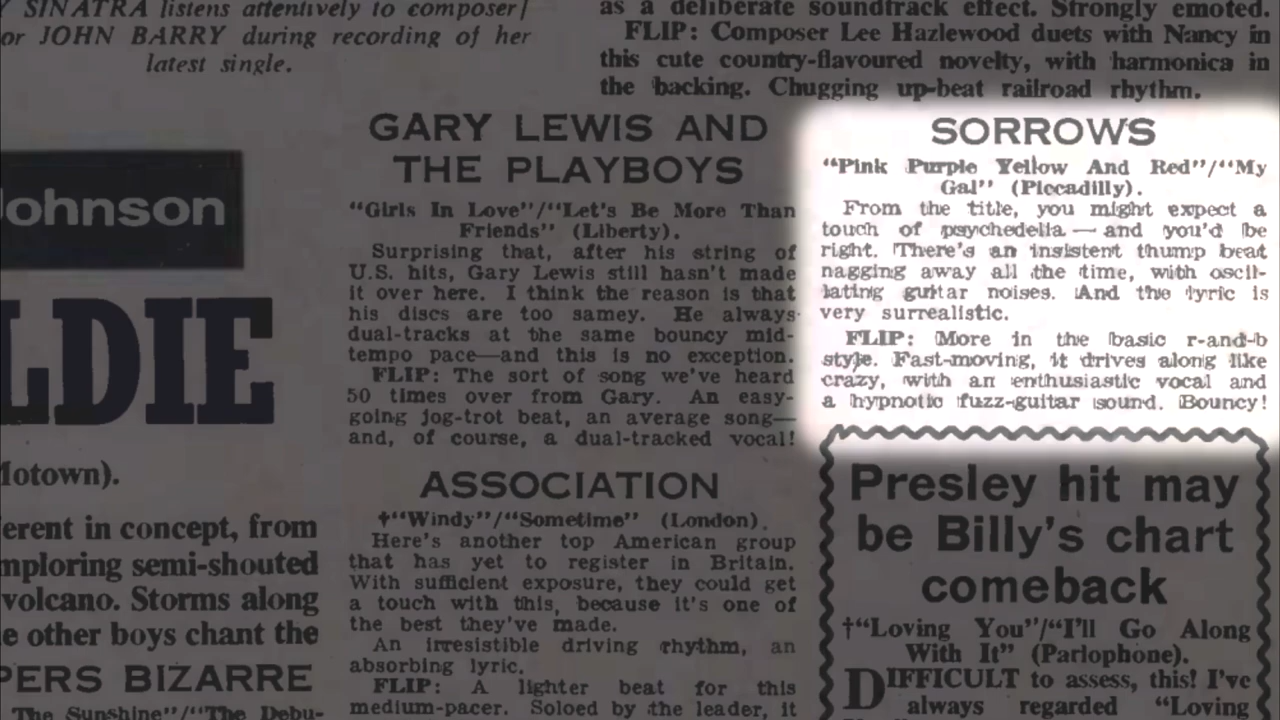 SINATRA listens attentively to composer/
or JOHN BARRY during recording of her
latest single.
Johnson
LDIE
Motown).
erent in concept, from
mploring semi-shouted
volcano. Storms along
e other boys chant the
PERS BIZARRE
The Sunshine”/“The Debu-
GARY LEWIS AND
THE PLAYBOYS
“Girls In Love”/“Let’s Be More Than
Friends” (Liberty).
Surprising that, after his string of
U.S. hits, Gary Lewis still hasn’t made
it over here. I think the reason is that
his discs are too samey. He always
dual-tracks at the same bouncy mid-
tempo pace—and this is no exception.
FLIP: The sort of song we’ve heard
50 times over from Gary. An easy-
going jog-trot beat, an average song—
and, of course, a dual-tracked vocal!
ASSOCIATION
†“Windy”/“Sometime” (London).
Here’s another top American group
that has yet to register in Britain.
With sufficient exposure, they could get
a touch with this, because it’s one of
the best they’ve made.
An irresistible driving rhythm, an
absorbing lyric.
FLIP: A lighter beat for this
medium-pacer. Soloed by the leader, it
as a deliberate soundtrack effect. Strongly emoted.
FLIP: Composer Lee Hazlewood duets with Nancy in
this cute country-flavoured novelty, with harmonica in
the backing. Chugging up-beat railroad rhythm.
SORROWS
“Pink Purple Yellow And Red”/“My
Gal” (Piccadilly).
From the title, you might expect a
touch of psychedelia — and you’d be
right. There’s an insistent thump beat
nagging away all the time, with oscil-
lating guitar noises. And the lyric is
very surrealistic.
FLIP: More in the basic r-and-b
style. Fast-moving, it drives along like
crazy, with an enthusiastic vocal and
a hypnotic fuzz-guitar sound. Bouncy!
Presley hit may
be Billy’s chart
comeback
†“Loving You”/“I’ll Go Along
With It” (Parlophone).
DIFFICULT to assess, this! I’ve
always regarded “Loving